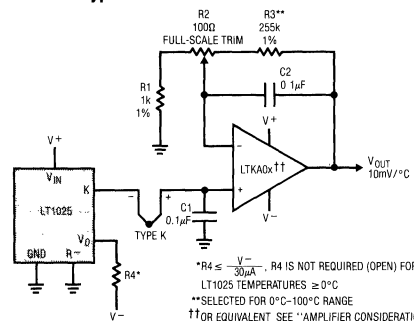 R2
100Ω
FULL-SCALE TRIM
R3**
255k
1%
R1
1k
1%
C2
0.1µF
V+
V+
VIN
K
LT1025
GND
R−
VO
R4*
V−
−
+
TYPE K
C1
0.1µF
−
+
LTKA0x††
V−
VOUT
10mV/°C
*R4 ≤ V−/30µA, R4 IS NOT REQUIRED (OPEN) FOR
LT1025 TEMPERATURES ≥0°C
**SELECTED FOR 0°C–100°C RANGE
††OR EQUIVALENT SEE "AMPLIFIER CONSIDERATI